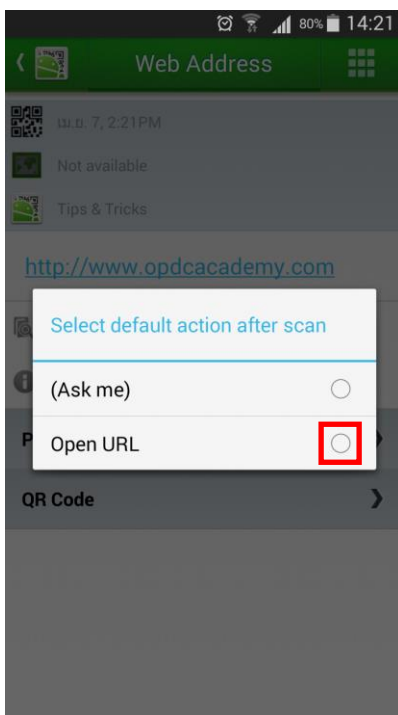 80% 14:21
Web Address
เม.ย. 7, 2:21PM
Not available
Tips & Tricks
http://www.opdcacademy.com
Select default action after scan
(Ask me)
Open URL
P
QR Code